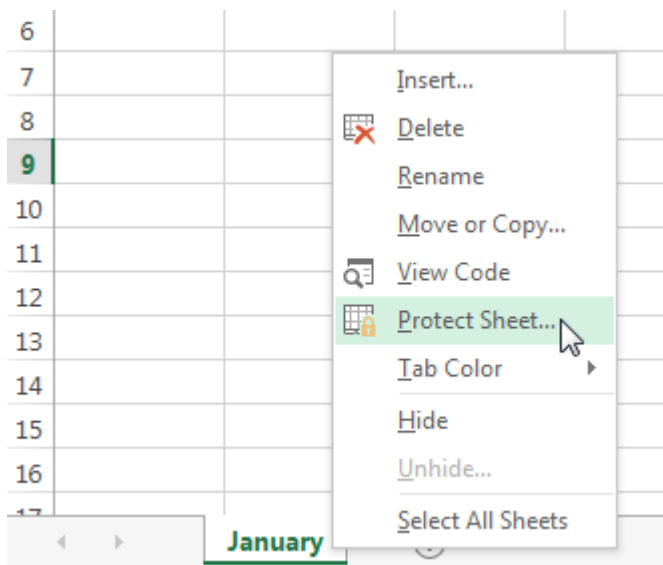 6
7
Insert...
8
Delete
9
Rename
10
Move or Copy...
11
View Code
12
Protect Sheet...
13
Tab Color
14
Hide
15
Unhide...
16
Select All Sheets
17
January